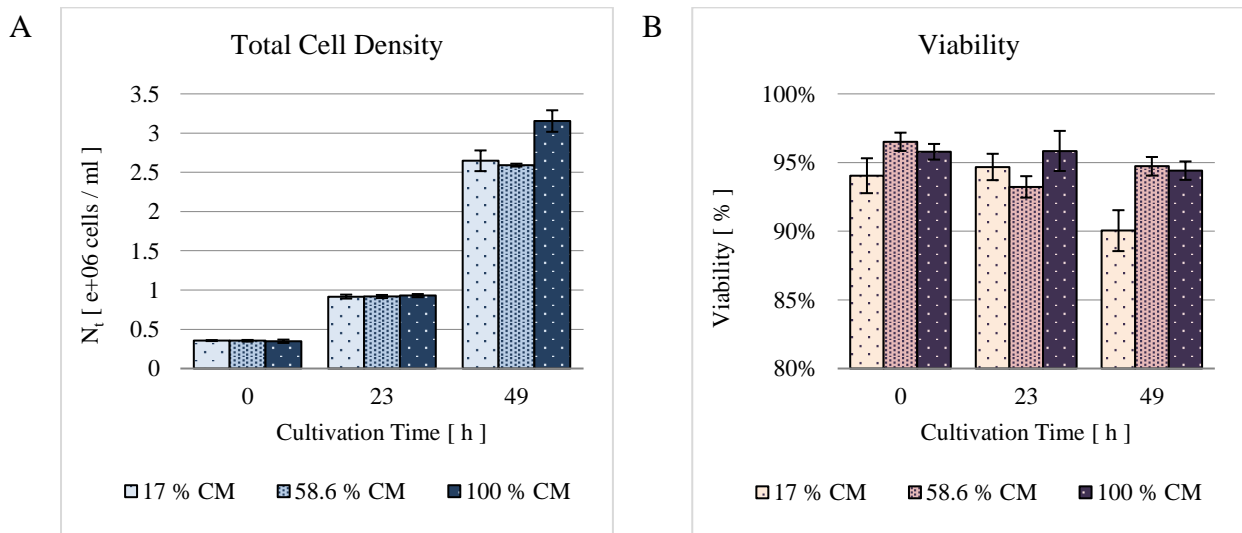 A
Total Cell Density
N_t [ e+06 cells / ml ]
3.5
3
2.5
2
1.5
1
0.5
0
0 23 49
Cultivation Time [ h ]
17 % CM 58.6 % CM 100 % CM
B
Viability
Viability [ % ]
100%
95%
90%
85%
80%
0 23 49
Cultivation Time [ h ]
17 % CM 58.6 % CM 100 % CM